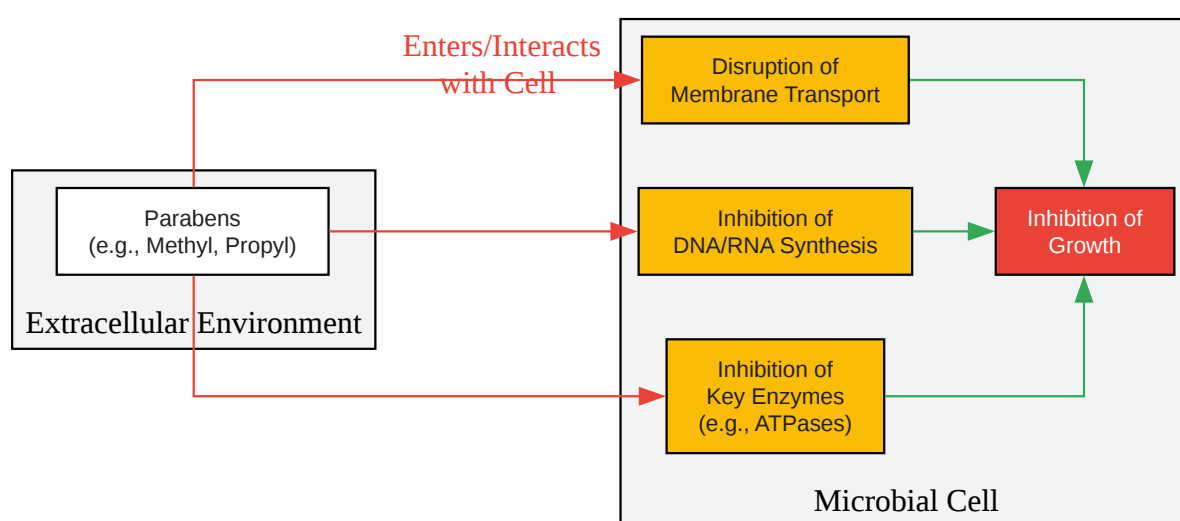 Enters/Interacts
with Cell
Disruption of
Membrane Transport
Parabens
(e.g., Methyl, Propyl)
Extracellular Environment
Inhibition of
DNA/RNA Synthesis
Inhibition of
Growth
Inhibition of
Key Enzymes
(e.g., ATPases)
Microbial Cell